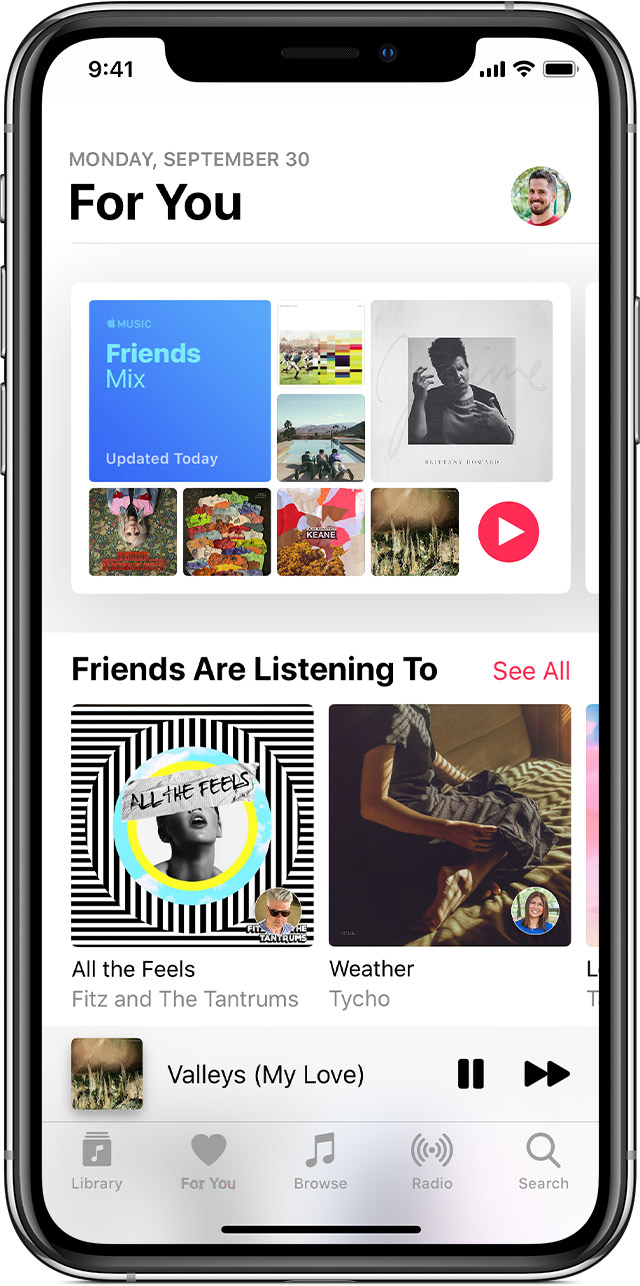 9:41
MONDAY, SEPTEMBER 30
For You
MUSIC
Friends
Mix
Updated Today
BRITTANY HOWARD
KEANE
Friends Are Listening To
See All
ALL THE FEELS
FITZ THE
TANTRUMS
All the Feels
Fitz and The Tantrums
Weather
Tycho
Valleys (My Love)
Library
For You
Browse
Radio
Search